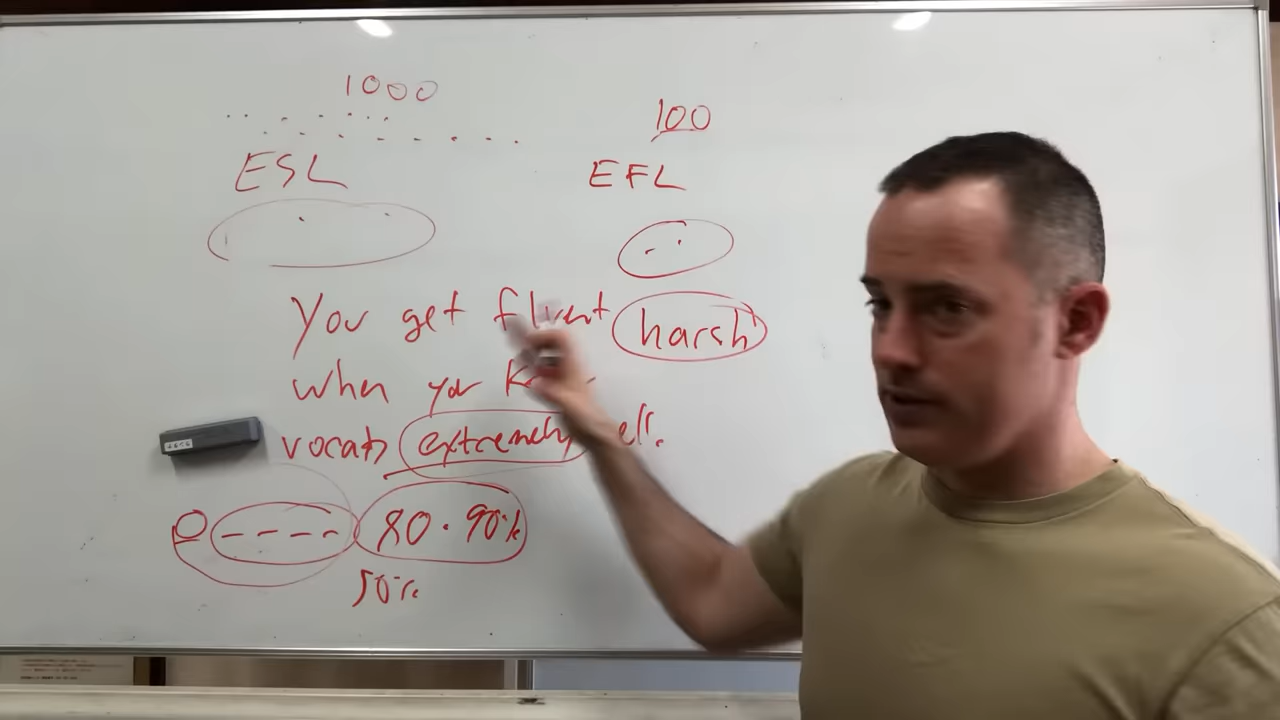 1000
100
ESL
EFL
You get fluent harsh
when you
vocab extremely
80 - 90%
50%